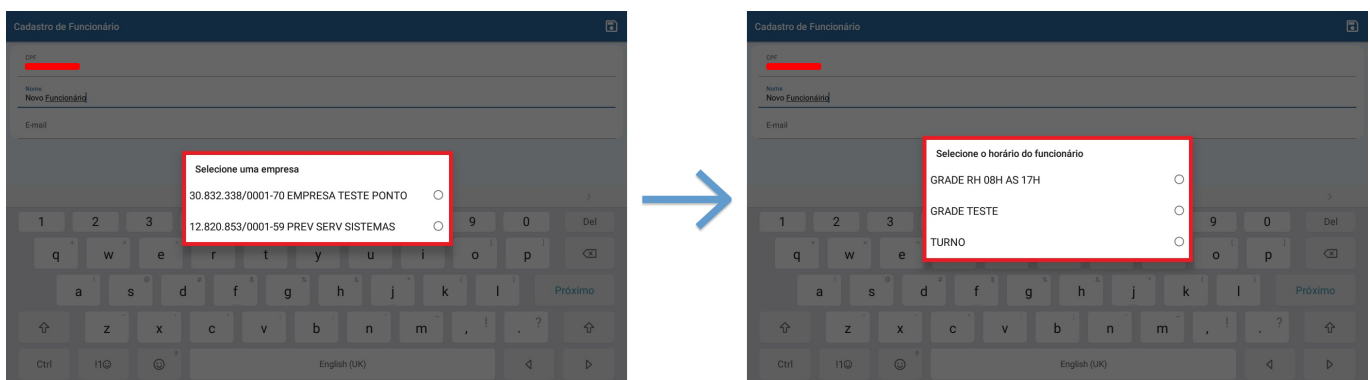 Cadastro de Funcionário
CPF
Nome
Novo Funcionário
E-mail
Selecione uma empresa
30.832.338/0001-70 EMPRESA TESTE PONTO
12.820.853/0001-59 PREV SERV SISTEMAS
1 2 3 9 0 Del
q w e r t y u i o p
a s d f g h j k l Próximo
z x c v b n m , ! . ?
Ctrl !1☺ English (UK)
Cadastro de Funcionário
CPF
Nome
Novo Funcionáirio
E-mail
Selecione o horário do funcionário
GRADE RH 08H AS 17H
GRADE TESTE
TURNO
1 2 3 9 0 Del
q w e o p
a s d f g h j k l Próximo
z x c v b n m , ! . ?
Ctrl !1☺ English (UK)